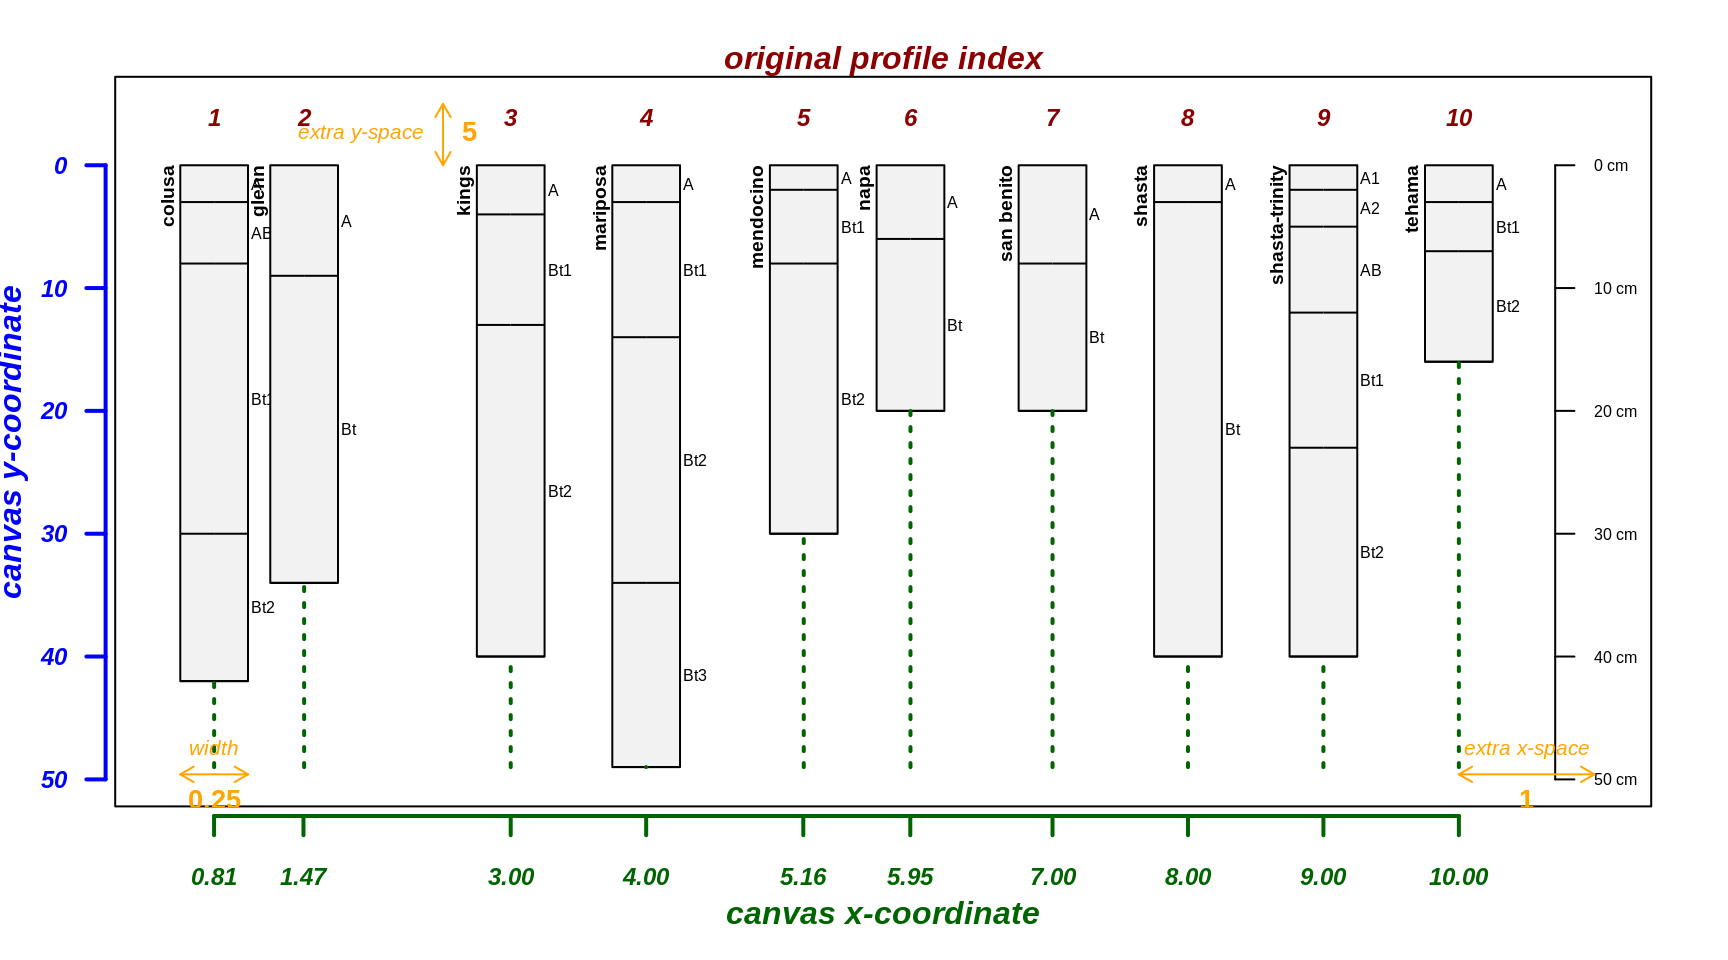 original profile index
1 2 3 4 5 6 7 8 9 10
extra y-space 5
canvas y-coordinate
0
10
20
30
40
50
colusa
A
AB
Bt1
Bt2
glenn
A
Bt
kings
A
Bt1
Bt2
mariposa
A
Bt1
Bt2
Bt3
mendocino
A
Bt1
Bt2
napa
A
Bt
san benito
A
Bt
shasta
A
Bt
shasta-trinity
A1
A2
AB
Bt1
Bt2
tehama
A
Bt1
Bt2
0 cm
10 cm
20 cm
30 cm
40 cm
50 cm
width
0.25
extra x-space
1
0.81 1.47 3.00 4.00 5.16 5.95 7.00 8.00 9.00 10.00
canvas x-coordinate